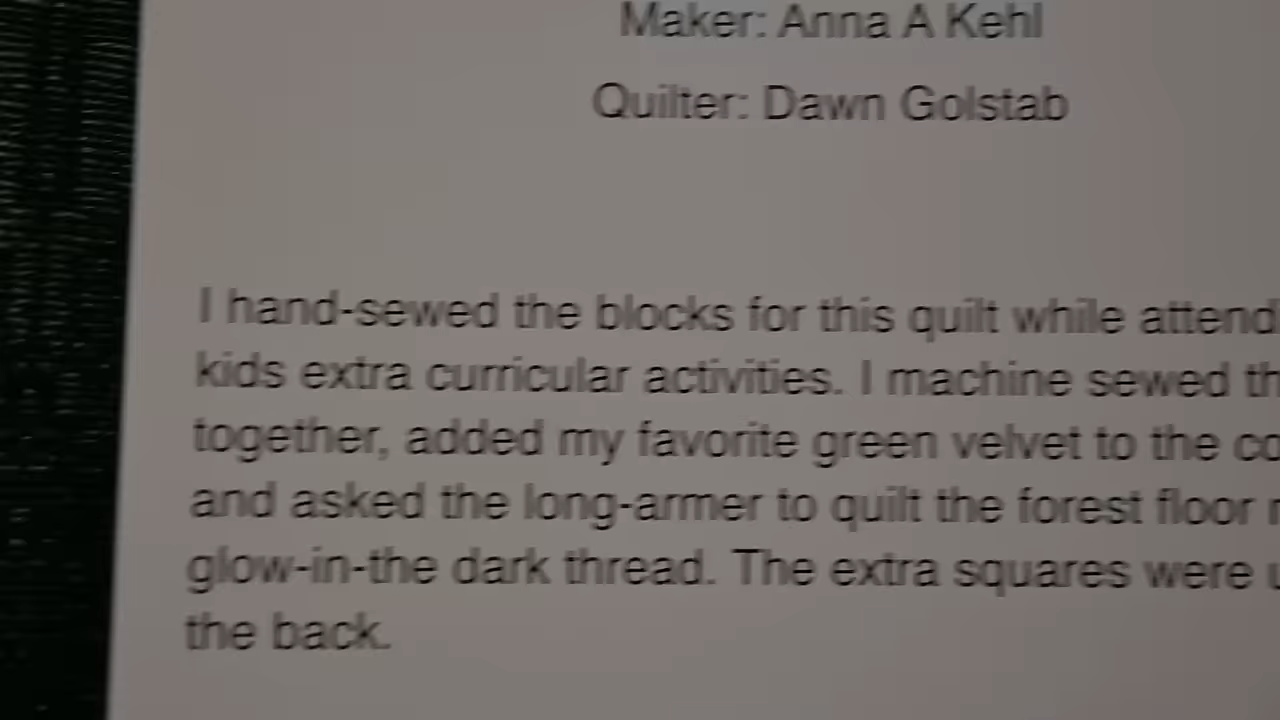 Maker: Anna A Kehl
Quilter: Dawn Golstab
I hand-sewed the blocks for this quilt while attend
kids extra curricular activities. I machine sewed th
together, added my favorite green velvet to the co
and asked the long-armer to quilt the forest floor
glow-in-the dark thread. The extra squares were
the back.